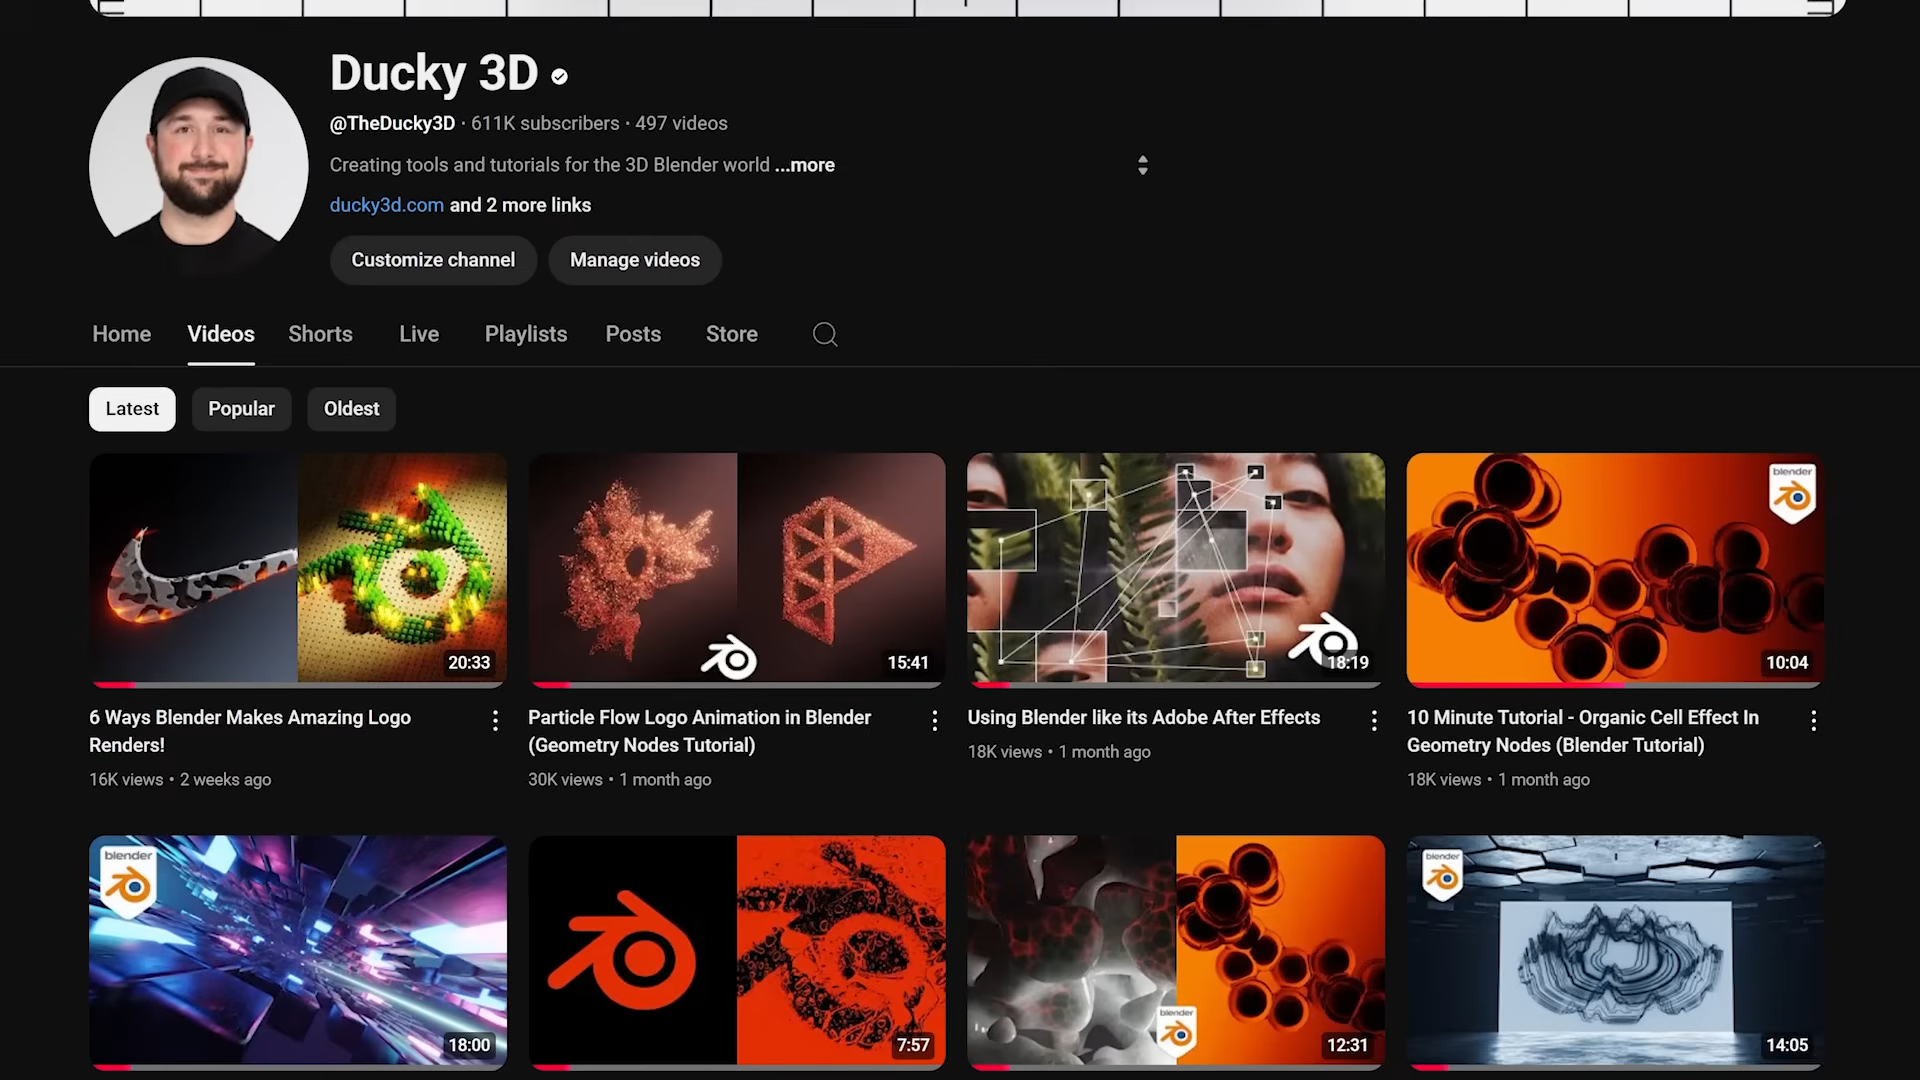 Ducky 3D
@TheDucky3D · 611K subscribers · 497 videos
Creating tools and tutorials for the 3D Blender world ...more
ducky3d.com and 2 more links
Customize channel Manage videos
Home Videos Shorts Live Playlists Posts Store
Latest Popular Oldest
blender
20:33 15:41 18:19 10:04
6 Ways Blender Makes Amazing Logo
Renders!
16K views • 2 weeks ago
Particle Flow Logo Animation in Blender
(Geometry Nodes Tutorial)
30K views • 1 month ago
Using Blender like its Adobe After Effects
18K views • 1 month ago
10 Minute Tutorial - Organic Cell Effect In
Geometry Nodes (Blender Tutorial)
18K views • 1 month ago
blender
18:00
7:57
blender
12:31
blender
14:05